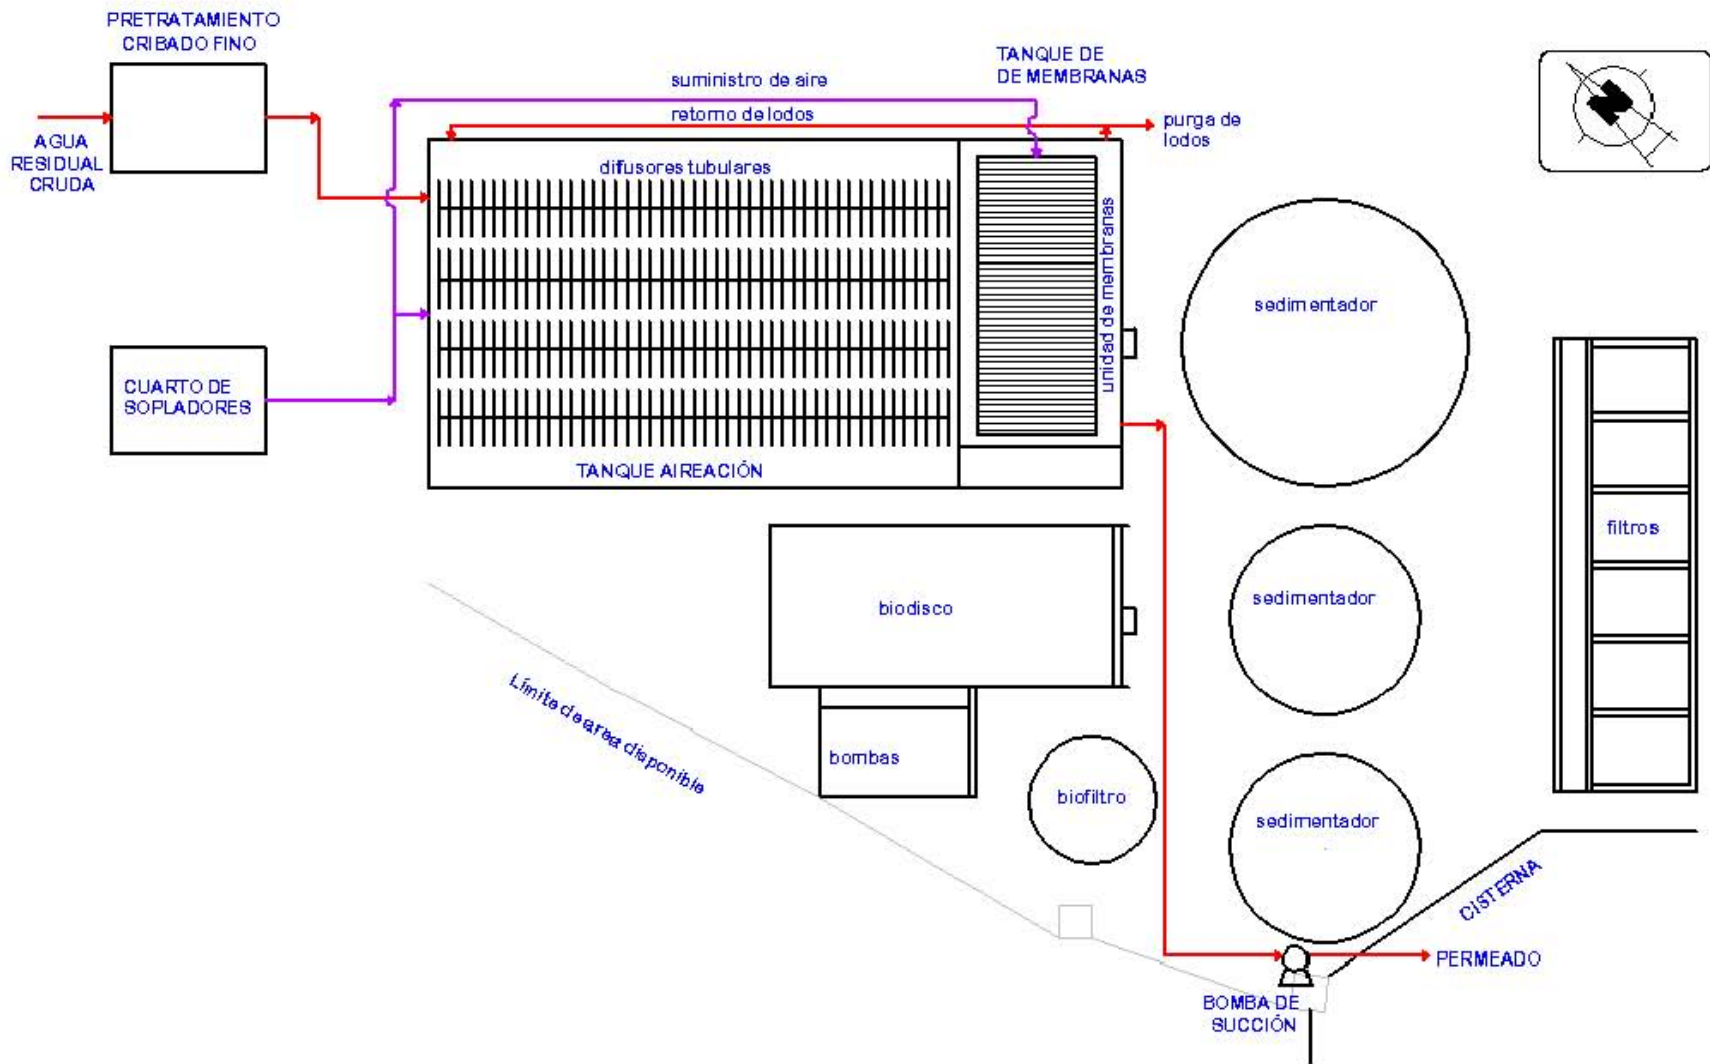 PRETRATAMIENTO
CRIBADO FINO
TANQUE DE
DE MEMBRANAS
suministro de aire
retorno de lodos
purga de
lodos
N
AGUA
RESIDUAL
CRUDA
difusores tubulares
unidad de membranas
sedimentador
CUARTO DE
SOPLADORES
TANQUE AIREACIÓN
filtros
biodisco
sedimentador
Límite de area disponible
bombas
biofiltro
sedimentador
CISTERNA
PERMEADO
BOMBA DE
SUCCIÓN